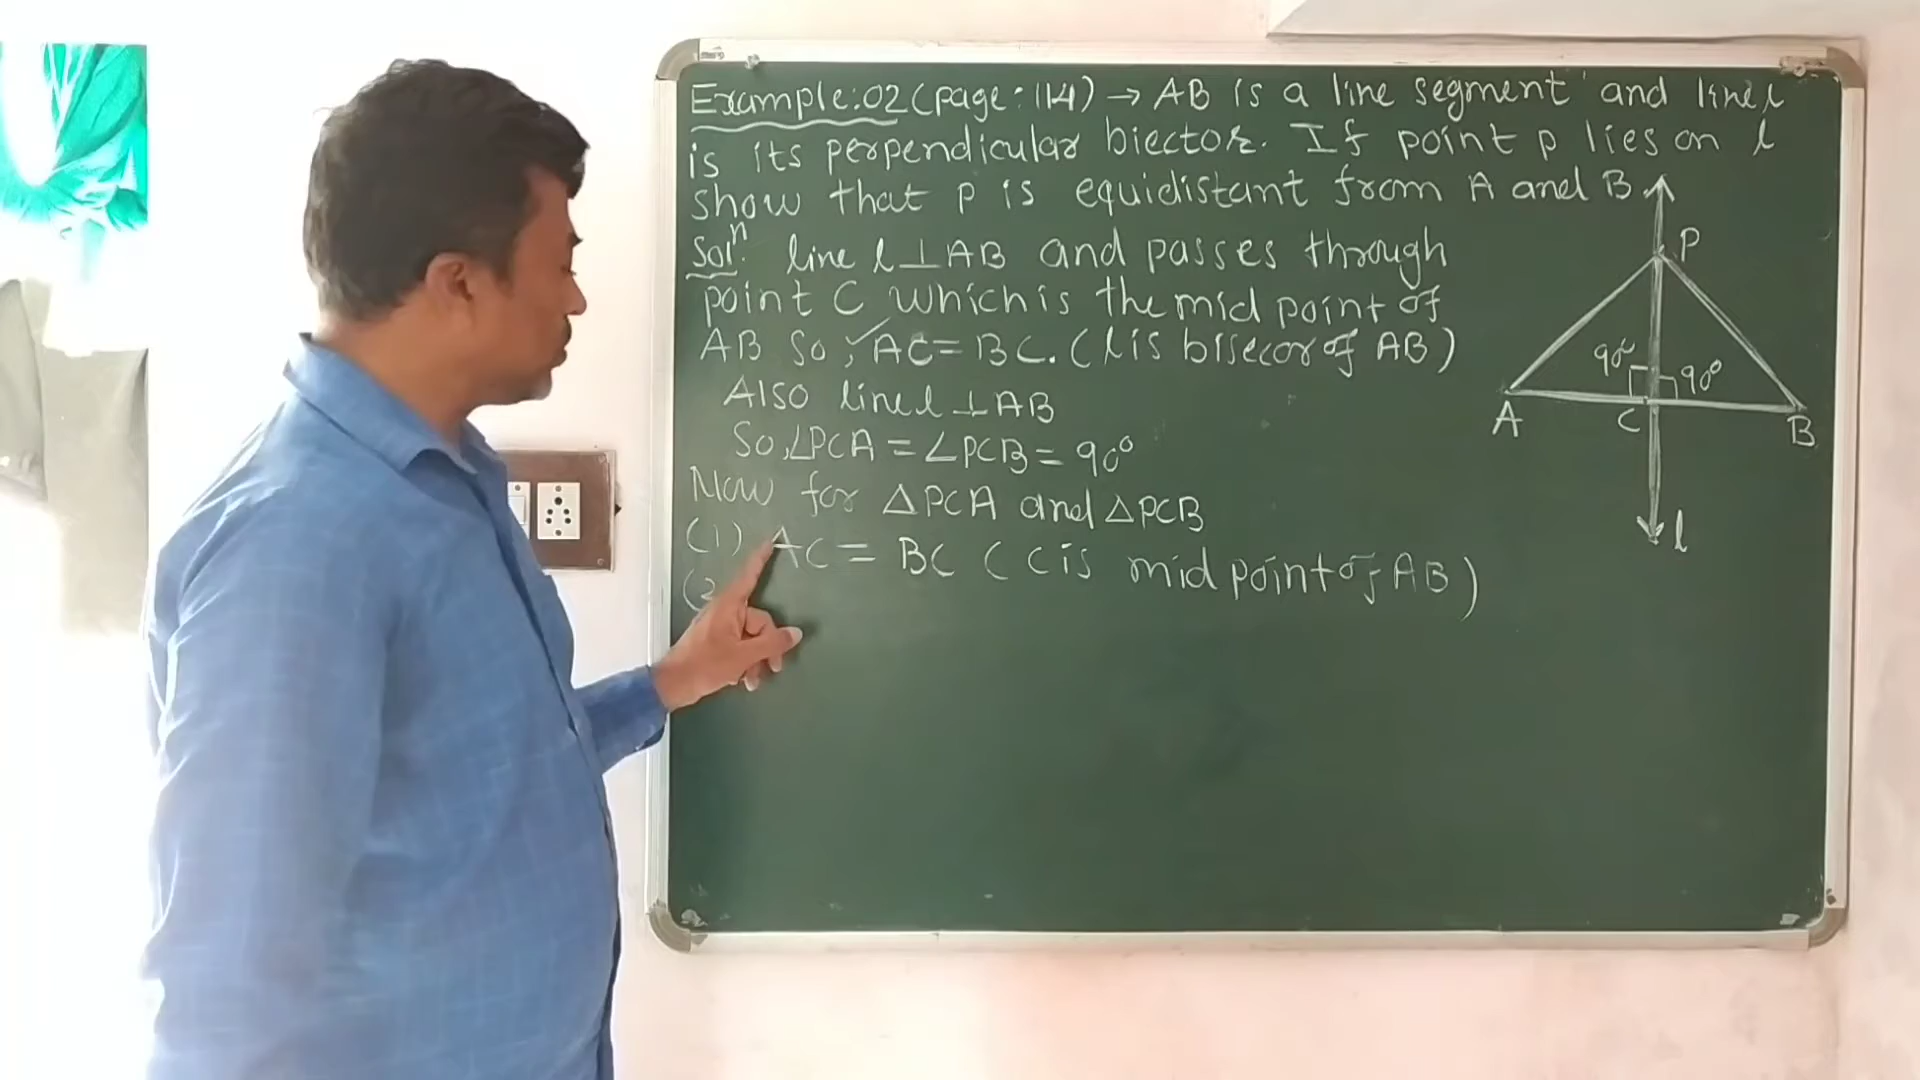 Example:02(page:114)→AB is a line segment and line l
is its perpendicular biector. If point p lies on l
show that p is equidistant from A and B
Solⁿ. line l⊥AB and passes through
point C which is the mid point of
AB so, AC=BC. (l is bisecor of AB)
Also line l⊥AB
So,∠PCA=∠PCB=90°
Now for △PCA and △PCB
(1) AC = BC (C is mid point of AB)
(2
P
90°
90°
A
C
B
l